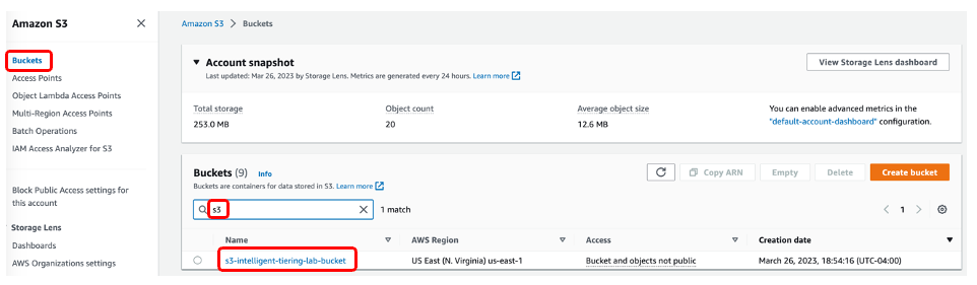 Amazon S3
Buckets
Access Points
Object Lambda Access Points
Multi-Region Access Points
Batch Operations
IAM Access Analyzer for S3
Block Public Access settings for
this account
Storage Lens
Dashboards
AWS Organizations settings
Amazon S3 > Buckets
Account snapshot
Last updated: Mar 26, 2023 by Storage Lens. Metrics are generated every 24 hours. Learn more
View Storage Lens dashboard
Total storage
253.0 MB
Object count
20
Average object size
12.6 MB
You can enable advanced metrics in the
"default-account-dashboard" configuration.
Buckets (9) Info
Buckets are containers for data stored in S3. Learn more
Copy ARN
Empty
Delete
Create bucket
s3
1 match
1
Name AWS Region Access Creation date
s3-intelligent-tiering-lab-bucket US East (N. Virginia) us-east-1 Bucket and objects not public March 26, 2023, 18:54:16 (UTC-04:00)